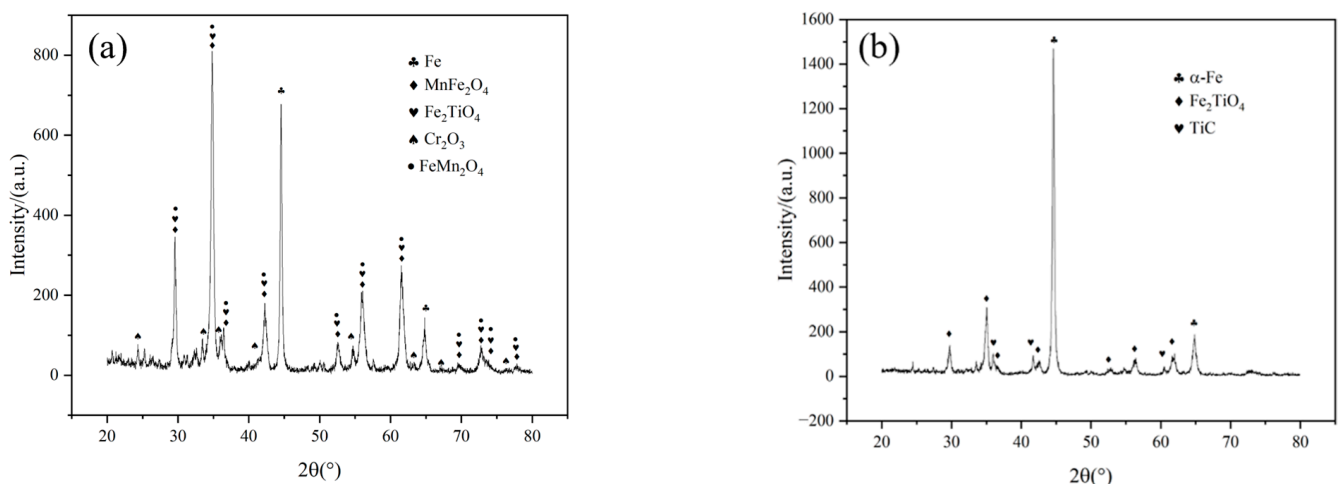 (a)
Fe
MnFe₂O₄
Fe₂TiO₄
Cr₂O₃
FeMn₂O₄
Intensity/(a.u.)
800
600
400
200
0
20 30 40 50 60 70 80
2θ(°)
(b)
α-Fe
Fe₂TiO₄
TiC
Intensity/(a.u.)
1600
1400
1200
1000
800
600
400
200
0
−200
20 30 40 50 60 70 80
2θ(°)